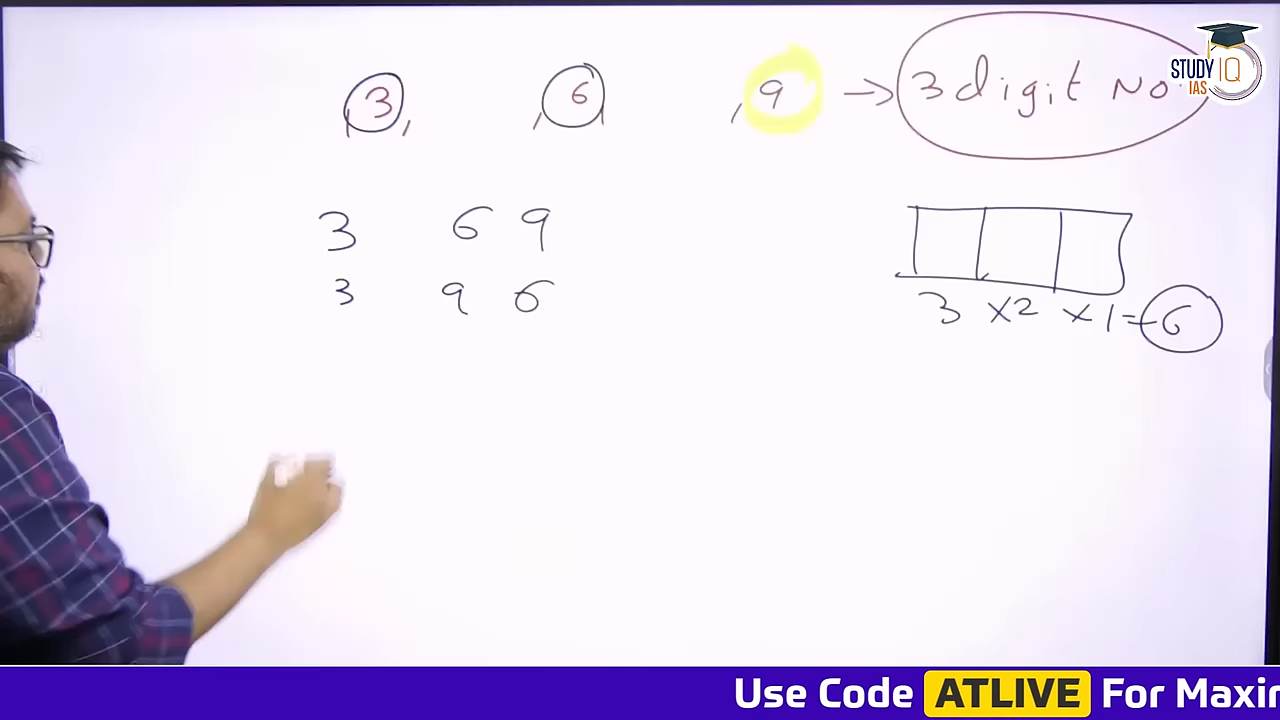 3, , 6 , 9 → 3 digit No.
STUDY IQ
IAS
3 6 9
3 9 6
3 x2 x1=6
Use Code ATLIVE For Maxin